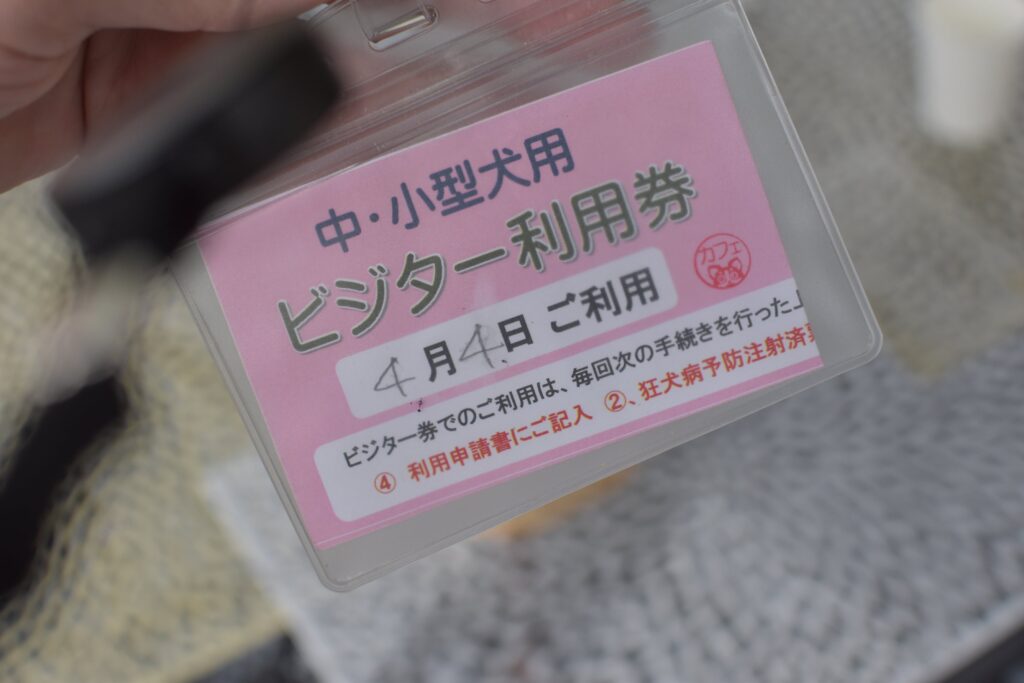 中・小型犬用
ビジター利用券
4月4日 ご利用
カフェ
ビジター券でのご利用は、毎回次の手続きを行った上
④ 利用申請書にご記入 ②、狂犬病予防注射済